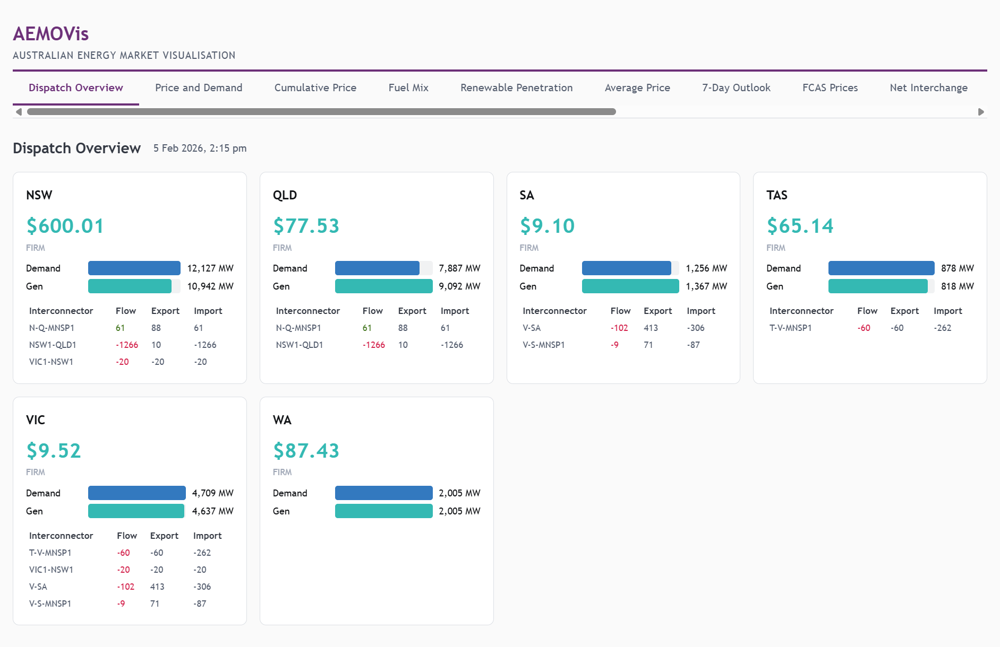 AEMOVis
AUSTRALIAN ENERGY MARKET VISUALISATION
Dispatch Overview Price and Demand Cumulative Price Fuel Mix Renewable Penetration Average Price 7-Day Outlook FCAS Prices Net Interchange
Dispatch Overview 5 Feb 2026, 2:15 pm
NSW
$600.01
FIRM
Demand 12,127 MW
Gen 10,942 MW
Interconnector Flow Export Import
N-Q-MNSP1 61 88 61
NSW1-QLD1 -1266 10 -1266
VIC1-NSW1 -20 -20 -20
QLD
$77.53
FIRM
Demand 7,887 MW
Gen 9,092 MW
Interconnector Flow Export Import
N-Q-MNSP1 61 88 61
NSW1-QLD1 -1266 10 -1266
SA
$9.10
FIRM
Demand 1,256 MW
Gen 1,367 MW
Interconnector Flow Export Import
V-SA -102 413 -306
V-S-MNSP1 -9 71 -87
TAS
$65.14
FIRM
Demand 878 MW
Gen 818 MW
Interconnector Flow Export Import
T-V-MNSP1 -60 -60 -262
VIC
$9.52
FIRM
Demand 4,709 MW
Gen 4,637 MW
Interconnector Flow Export Import
T-V-MNSP1 -60 -60 -262
VIC1-NSW1 -20 -20 -20
V-SA -102 413 -306
V-S-MNSP1 -9 71 -87
WA
$87.43
FIRM
Demand 2,005 MW
Gen 2,005 MW